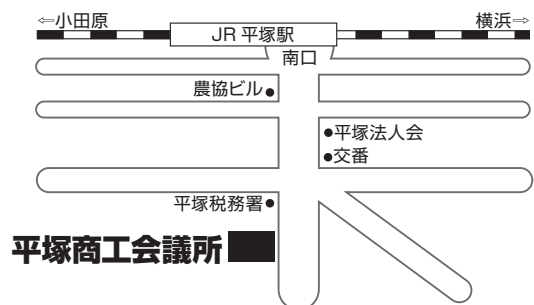 ⇦小田原
横浜⇨
JR 平塚駅
南口
農協ビル●
●平塚法人会
●交番
平塚税務署●
平塚商工会議所